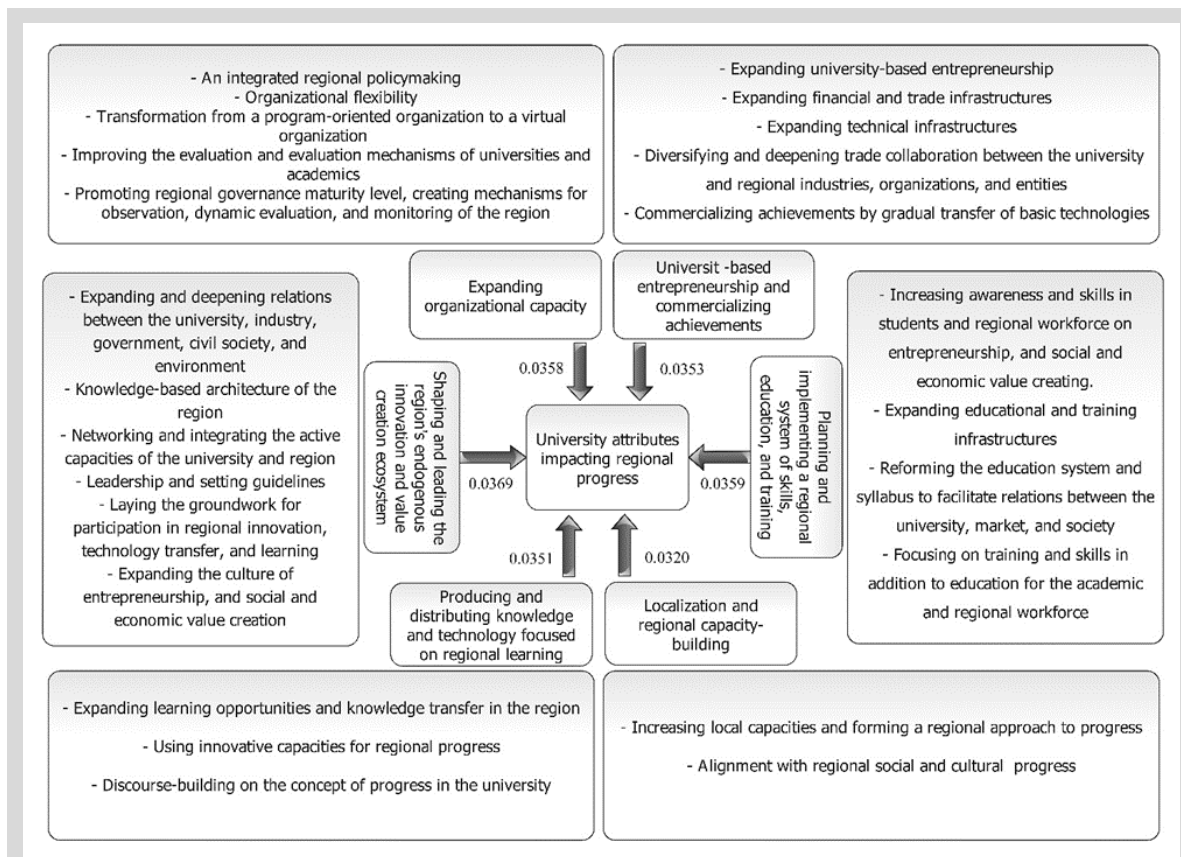 - An integrated regional policymaking
- Organizational flexibility
- Transformation from a program-oriented organization to a virtual
organization
- Improving the evaluation and evaluation mechanisms of universities and
academics
- Promoting regional governance maturity level, creating mechanisms for
observation, dynamic evaluation, and monitoring of the region
- Expanding university-based entrepreneurship
- Expanding financial and trade infrastructures
- Expanding technical infrastructures
- Diversifying and deepening trade collaboration between the university
and regional industries, organizations, and entities
- Commercializing achievements by gradual transfer of basic technologies
Expanding
organizational capacity
Universit -based
entrepreneurship and
commercializing
achievements
- Expanding and deepening relations
between the university, industry,
government, civil society, and
environment
- Knowledge-based architecture of the
region
- Networking and integrating the active
capacities of the university and region
- Leadership and setting guidelines
- Laying the groundwork for
participation in regional innovation,
technology transfer, and learning
- Expanding the culture of
entrepreneurship, and social and
economic value creation
Shaping and leading the
region's endogenous
innovation and value
creation ecosystem
0.0358
0.0353
0.0369
University attributes
impacting regional
progress
0.0359
Planning and
implementing a regional
system of skills,
education, and training
- Increasing awareness and skills in
students and regional workforce on
entrepreneurship, and social and
economic value creating.
- Expanding educational and training
infrastructures
- Reforming the education system and
syllabus to facilitate relations between the
university, market, and society
- Focusing on training and skills in
addition to education for the academic
and regional workforce
0.0351
0.0320
Producing and
distributing knowledge
and technology focused
on regional learning
Localization and
regional capacity-
building
- Expanding learning opportunities and knowledge transfer in the region
- Using innovative capacities for regional progress
- Discourse-building on the concept of progress in the university
- Increasing local capacities and forming a regional approach to progress
- Alignment with regional social and cultural progress